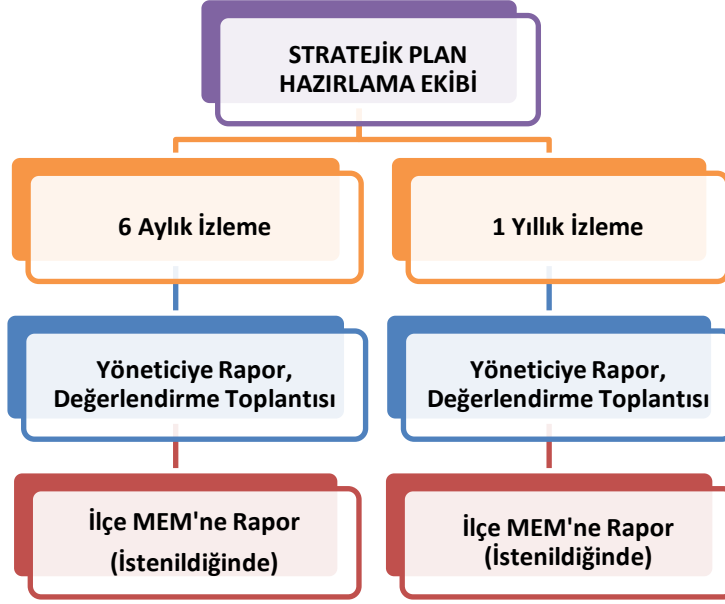 STRATEJİK PLAN
HAZIRLAMA EKİBİ
6 Aylık İzleme
1 Yıllık İzleme
Yöneticiye Rapor,
Değerlendirme Toplantısı
Yöneticiye Rapor,
Değerlendirme Toplantısı
İlçe MEM'ne Rapor
(İstenildiğinde)
İlçe MEM'ne Rapor
(İstenildiğinde)